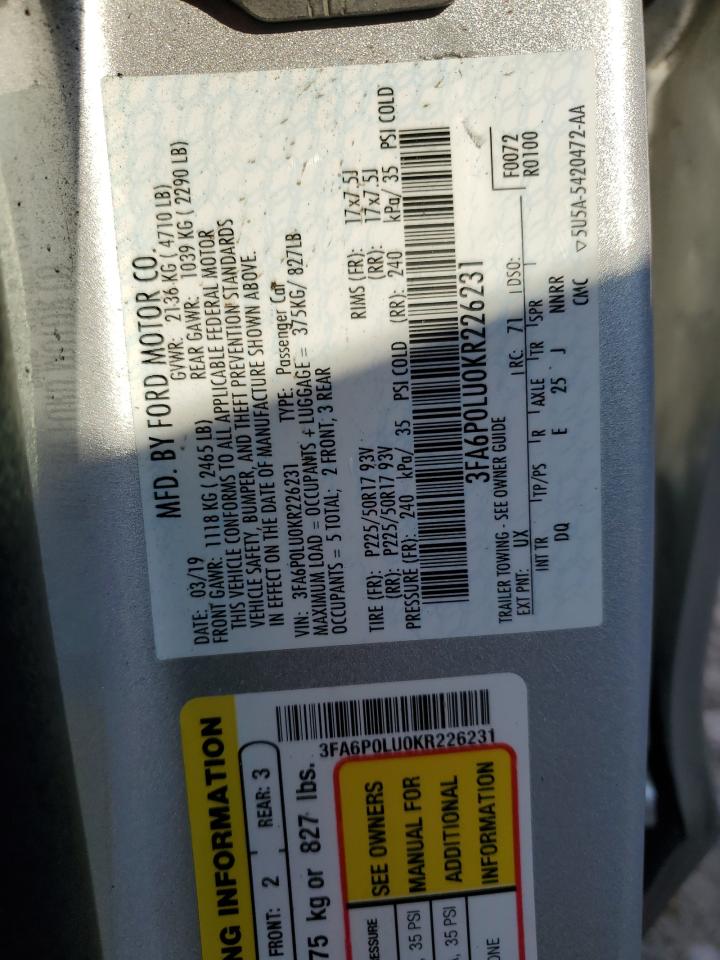 MFD. BY FORD MOTOR CO.
DATE: 03/19 GVWR: 2136 KG ( 4710 LB)
FRONT GAWR: 1118 KG ( 2465 LB) REAR GAWR: 1039 KG ( 2290 LB)
THIS VEHICLE CONFORMS TO ALL APPLICABLE FEDERAL MOTOR
VEHICLE SAFETY, BUMPER, AND THEFT PREVENTION STANDARDS
IN EFFECT ON THE DATE OF MANUFACTURE SHOWN ABOVE.
VIN: 3FA6P0LU0KR226231 TYPE: Passenger Car
MAXIMUM LOAD = OCCUPANTS + LUGGAGE = 375KG/ 827LB
OCCUPANTS = 5 TOTAL; 2 FRONT, 3 REAR
TIRE (FR): P225/50R17 93V RIMS (FR): 17x7.5J
(RR): P225/50R17 93V (RR): 17x7.5J
PRESSURE (FR): 240 kPa/ 35 PSI COLD (RR): 240 kPa/ 35 PSI COLD
3FA6P0LU0KR226231
F0072
TRAILER TOWING - SEE OWNER GUIDE R0100
EXT PNT: UX RC: 71 DSO:
INT TR TP/PS R AXLE TR SPR
DQ E 25 J NNRR
CMC ▽5U5A-5420472-AA
NG INFORMATION
FRONT: 2 REAR: 3
3FA6P0LU0KR226231
75 kg or 827 lbs.
SEE OWNERS
MANUAL FOR
ADDITIONAL
INFORMATION
ESSURE
, 35 PSI
A, 35 PSI
ONE